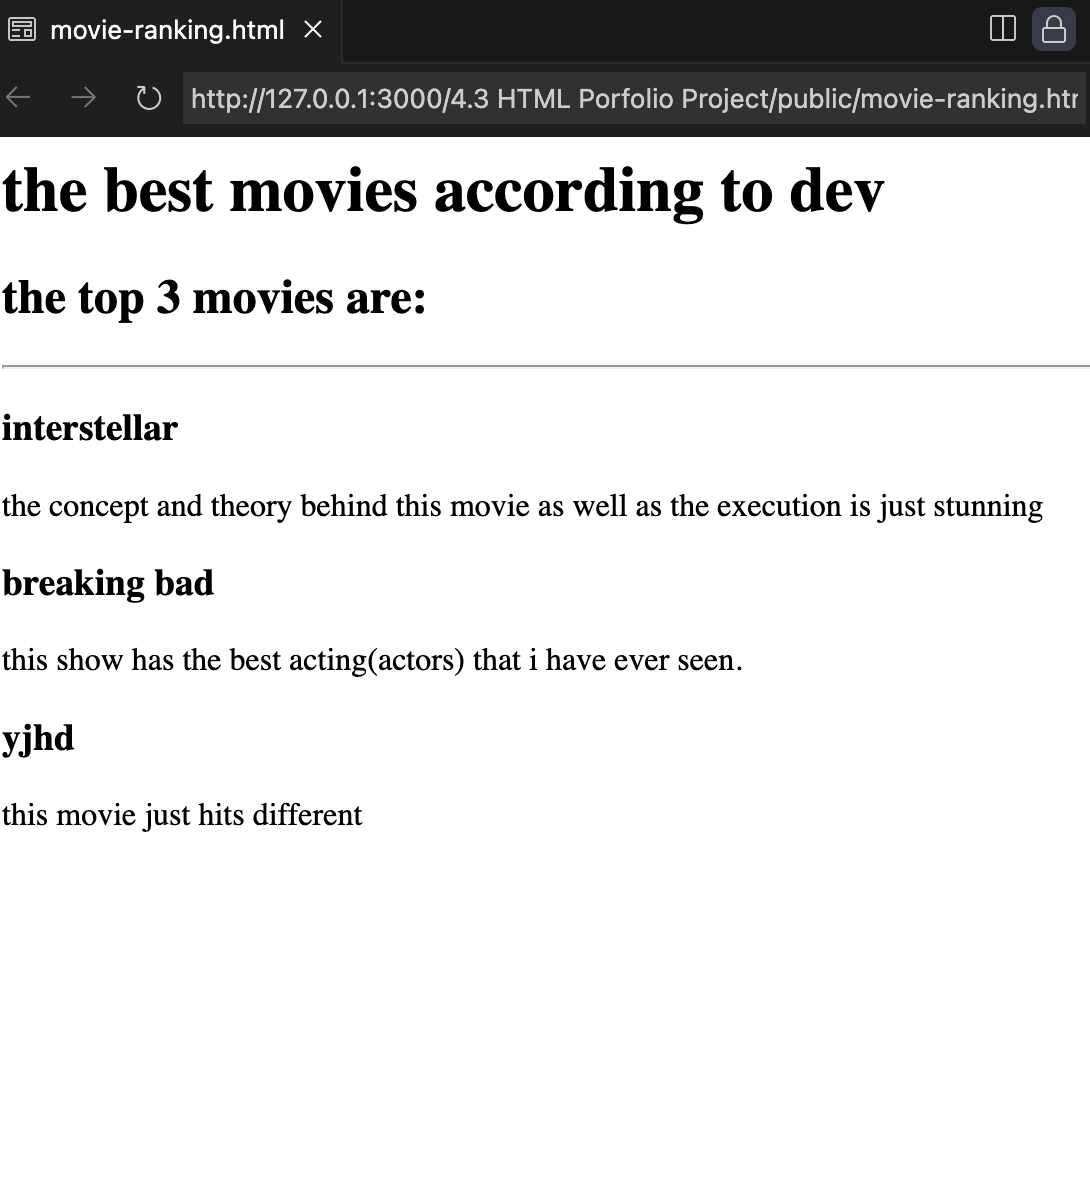 movie-ranking.html
http://127.0.0.1:3000/4.3 HTML Porfolio Project/public/movie-ranking.htm
the best movies according to dev
the top 3 movies are:
interstellar
the concept and theory behind this movie as well as the execution is just stunning
breaking bad
this show has the best acting(actors) that i have ever seen.
yjhd
this movie just hits different